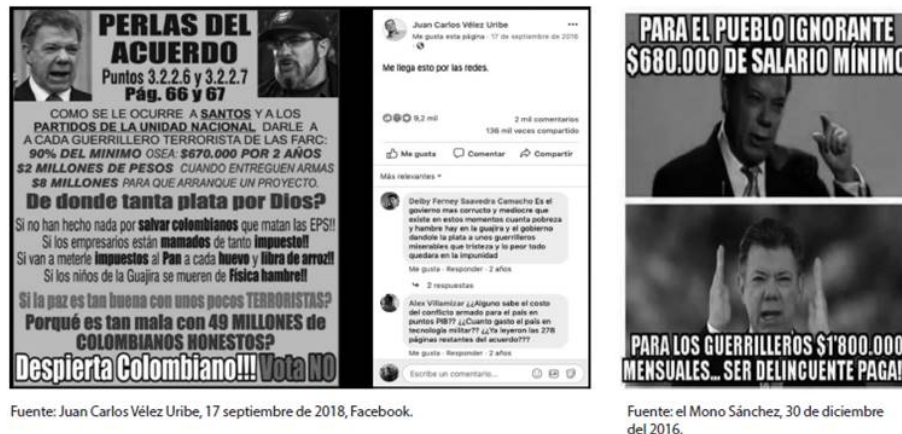 PERLAS DEL
ACUERDO
Puntos 3.2.2.6 y 3.2.2.7
Pág. 66 y 67
COMO SE LE OCURRE A SANTOS Y A LOS
PARTIDOS DE LA UNIDAD NACIONAL DARLE A
A CADA GUERRILLERO TERRORISTA DE LAS FARC:
90% DEL MINIMO OSEA: $670.000 POR 2 AÑOS
$2 MILLONES DE PESOS CUANDO ENTREGUEN ARMAS
$8 MILLONES PARA QUE ARRANQUE UN PROYECTO.
De donde tanta plata por Dios?
Si no han hecho nada por salvar colombianos que matan las EPS!!
Si los empresarios están mamados de tanto impuesto!!
Si van a meterle impuestos al Pan a cada huevo y libra de arroz!!
Si los niños de la Guajira se mueren de Física hambre!!
Si la paz es tan buena con unos pocos TERRORISTAS?
Porqué es tan mala con 49 MILLONES de
COLOMBIANOS HONESTOS?
Despierta Colombiano!!! Vota NO
Juan Carlos Vélez Uribe
Me gusta esta página · 17 de septiembre de 2016
Me llega esto por las redes.
9,2 mil
2 mil comentarios
136 mil veces compartido
Me gusta Comentar Compartir
Más relevantes
Delby Ferney Saavedra Camacho Es el
govierno mas corructo y mediocre que
existe en estos momentos cuanta pobreza
y hambre hay en la guajira y el gobierno
dandole la plata a unos guerrilleros
miserables que tristeza y lo peor todo
quedara en la impunidad
Me gusta · Responder · 2 años
2 respuestas
Alex Villamizar ¿¿Alguno sabe el costo
del conflicto armado para el país en
puntos PIB?? ¿¿Cuanto gasto el país en
tecnología militar?? ¿¿Ya leyeron las 278
páginas restantes del acuerdo???
Me gusta · Responder · 2 años
Escribe un comentario...
Fuente: Juan Carlos Vélez Uribe, 17 septiembre de 2018, Facebook.
PARA EL PUEBLO IGNORANTE
$680.000 DE SALARIO MÍNIMO
PARA LOS GUERRILLEROS $1'800.000
MENSUALES... SER DELINCUENTE PAGA!
Fuente: el Mono Sánchez, 30 de diciembre
del 2016.